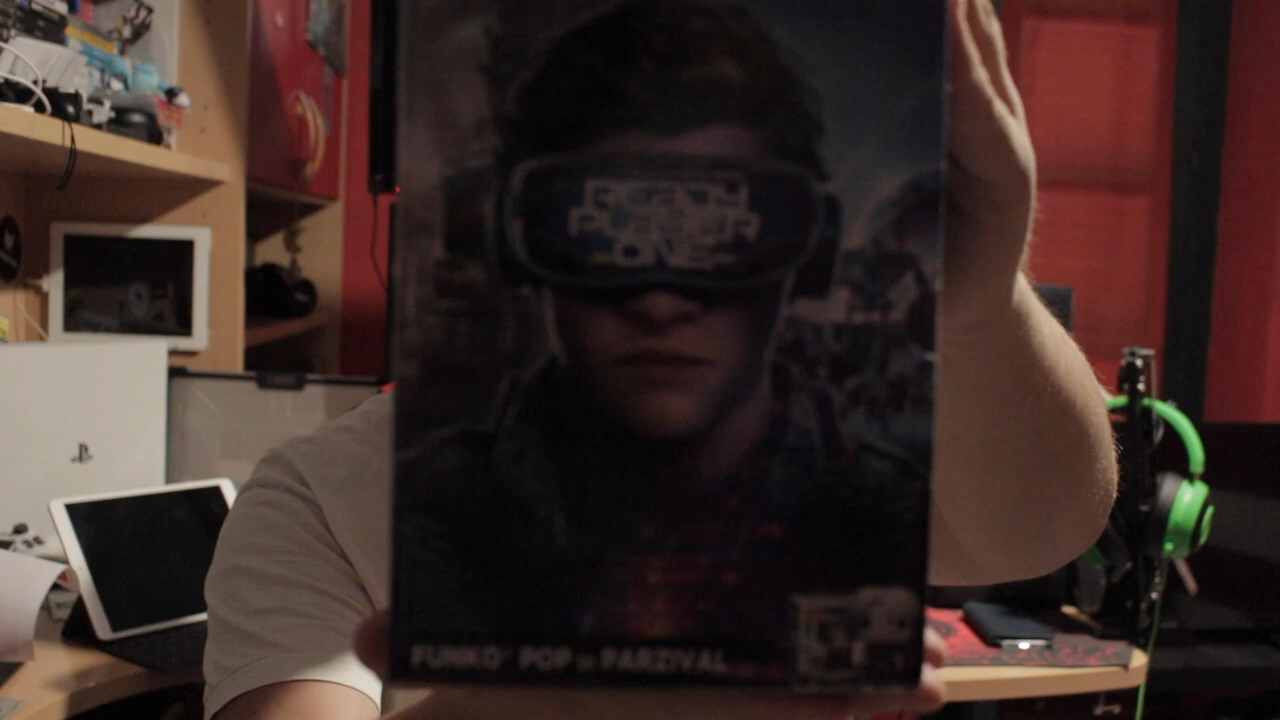 READY
PLAYER
ONE
FUNKO® POP = PARZIVAL